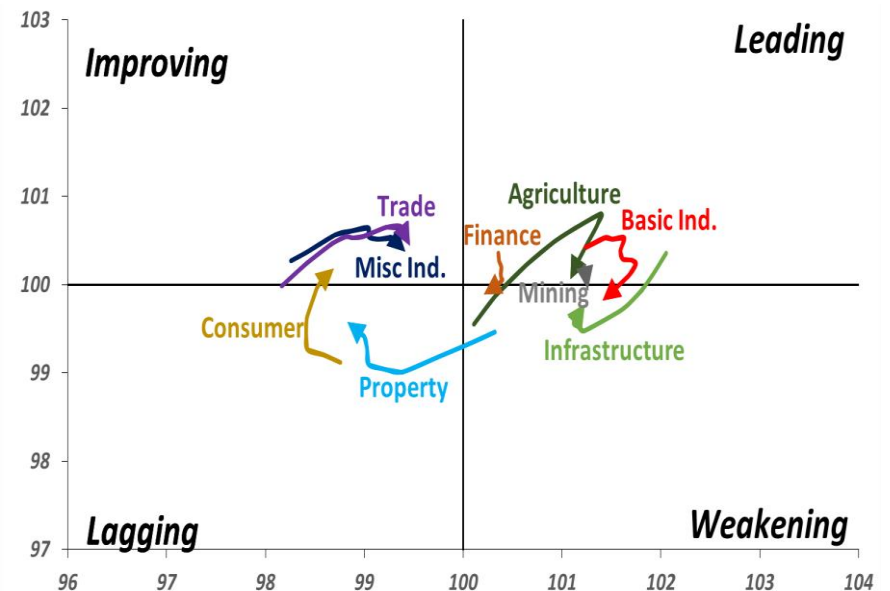 103
102
101
100
99
98
97
Improving
Leading
Trade
Agriculture
Basic Ind.
Finance
Misc Ind.
Mining
Consumer
Infrastructure
Property
Lagging
Weakening
96 97 98 99 100 101 102 103 104